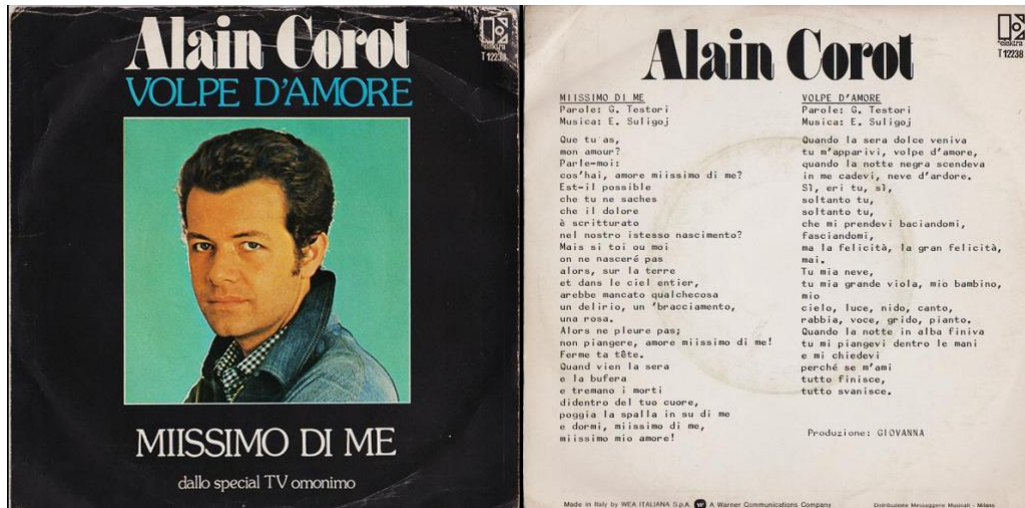 Alain Corot
elektra
T 12238
VOLPE D'AMORE
MIISSIMO DI ME
dallo special TV omonimo
elektra
T 12238
Alain Corot
MIISSIMO DI ME
Parole: G. Testori
Musica: E. Suligoj
Que tu as,
mon amour?
Parle-moi:
cos'hai, amore miissimo di me?
Est-il possible
che tu ne saches
che il dolore
è scritturato
nel nostro istesso nascimento?
Mais si toi ou moi
on ne nasceré pas
alors, sur la terre
et dans le ciel entier,
arebbe mancato qualchecosa
un delirio, un 'bracciamento,
una rosa.
Alors ne pleure pas;
non piangere, amore miissimo di me!
Ferme ta tête.
Quand vien la sera
e la bufera
e tremano i morti
didentro del tuo cuore,
poggia la spalla in su di me
e dormi, miissimo di me,
miissimo mio amore!
VOLPE D'AMORE
Parole: G. Testori
Musica: E. Suligoj
Quando la sera dolce veniva
tu m'apparivi, volpe d'amore,
quando la notte negra scendeva
in me cadevi, neve d'ardore.
Sì, eri tu, sì,
soltanto tu,
soltanto tu,
che mi prendevi baciandomi,
fasciandomi,
ma la felicità, la gran felicità,
mai.
Tu mia neve,
tu mia grande viola, mio bambino,
mio
cielo, luce, nido, canto,
rabbia, voce, grido, pianto.
Quando la notte in alba finiva
tu mi piangevi dentro le mani
e mi chiedevi
perché se m'ami
tutto finisce,
tutto svanisce.
Produzione: GIOVANNA
Made in Italy by WEA ITALIANA S.p.A. A Warner Communications Company
Distribuzione Messaggerie Musicali - Milano